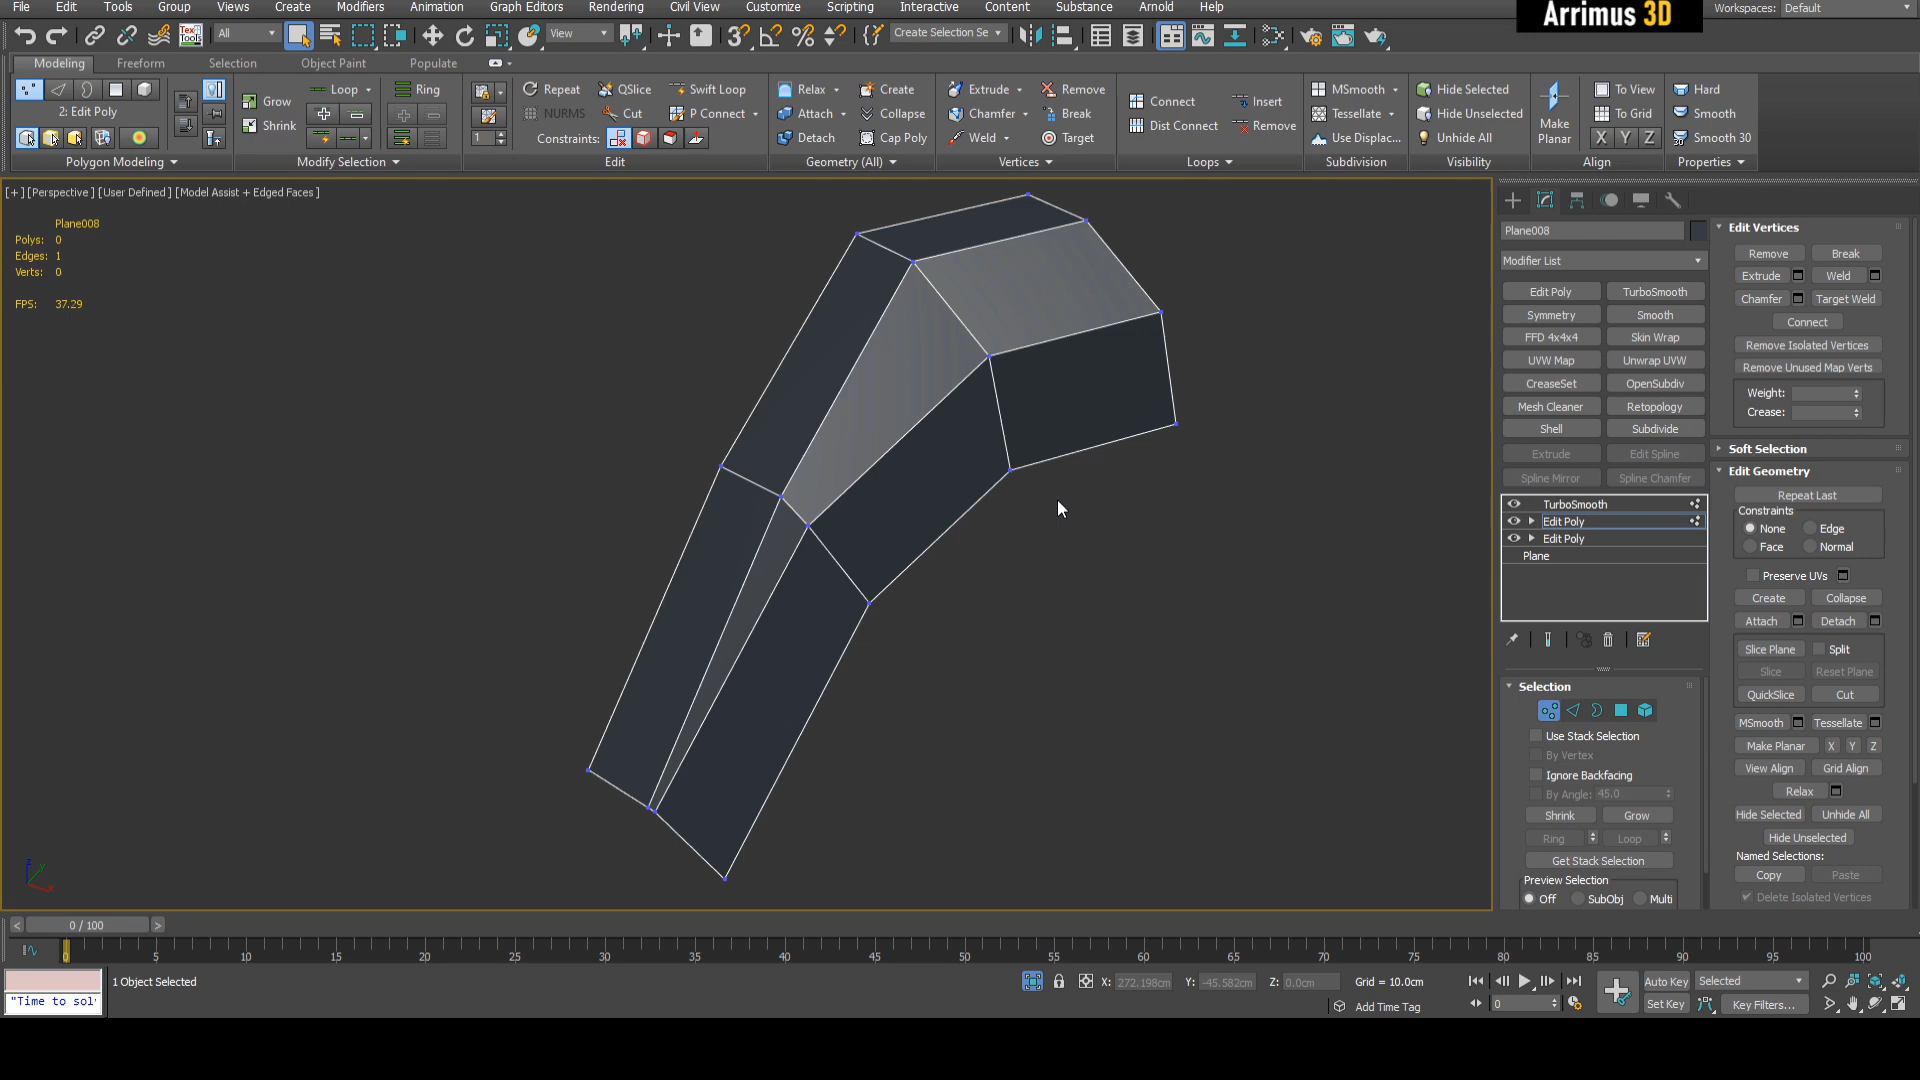 File Edit Tools Group Views Create Modifiers Animation Graph Editors Rendering Civil View Customize Scripting Interactive Content Substance Arnold Help
Arrimus 3D
Workspaces: Default
All
View
Create Selection Se
Modeling Freeform Selection Object Paint Populate
2: Edit Poly
Polygon Modeling
Grow
Shrink
Loop
Ring
Modify Selection
1
Repeat QSlice Swift Loop
NURMS Cut P Connect
Constraints:
Edit
Relax Create
Attach Collapse
Detach Cap Poly
Geometry (All)
Extrude Remove
Chamfer Break
Weld Target
Vertices
Connect Insert
Dist Connect Remove
Loops
MSmooth
Tessellate
Use Displac...
Subdivision
Hide Selected
Hide Unselected
Unhide All
Visibility
Make Planar
To View
To Grid
X Y Z
Align
Hard
Smooth
Smooth 30
Properties
[+] [Perspective] [User Defined] [Model Assist + Edged Faces]
Plane008
Polys: 0
Edges: 1
Verts: 0
FPS: 37.29
Plane008
Modifier List
Edit Poly TurboSmooth
Symmetry Smooth
FFD 4x4x4 Skin Wrap
UVW Map Unwrap UVW
CreaseSet OpenSubdiv
Mesh Cleaner Retopology
Shell Subdivide
Extrude Edit Spline
Spline Mirror Spline Chamfer
TurboSmooth
Edit Poly
Edit Poly
Plane
Selection
Use Stack Selection
By Vertex
Ignore Backfacing
By Angle: 45.0
Shrink Grow
Ring Loop
Get Stack Selection
Preview Selection
Off SubObj Multi
Edit Vertices
Remove Break
Extrude Weld
Chamfer Target Weld
Connect
Remove Isolated Vertices
Remove Unused Map Verts
Weight:
Crease:
Soft Selection
Edit Geometry
Repeat Last
Constraints
None Edge
Face Normal
Preserve UVs
Create Collapse
Attach Detach
Slice Plane Split
Slice Reset Plane
QuickSlice Cut
MSmooth Tessellate
Make Planar X Y Z
View Align Grid Align
Relax
Hide Selected Unhide All
Hide Unselected
Named Selections:
Copy Paste
Delete Isolated Vertices
< 0 / 100 >
0 5 10 15 20 25 30 35 40 45 50 55 60 65 70 75 80 85 90 95 100
"Time to sol
1 Object Selected
X: 272.198cm Y: -45.582cm Z: 0.0cm Grid = 10.0cm
Add Time Tag
0
Auto Key Selected
Set Key Key Filters...